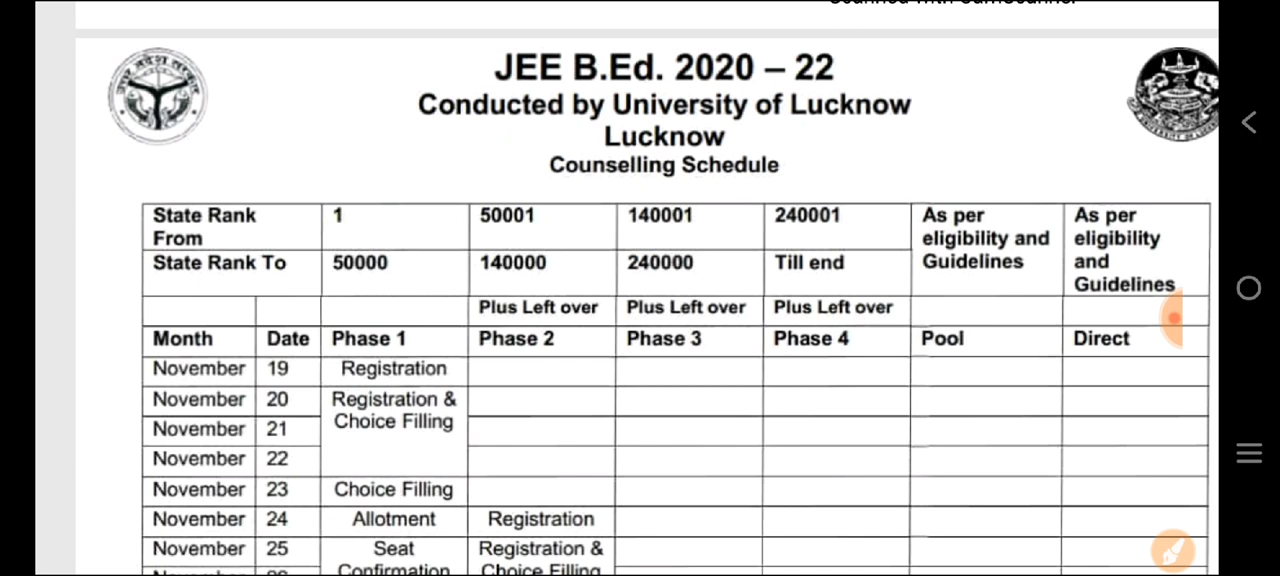 JEE B.Ed. 2020 – 22
Conducted by University of Lucknow
Lucknow
Counselling Schedule
State Rank From 1 50001 140001 240001 As per eligibility and Guidelines As per eligibility and Guidelines
State Rank To 50000 140000 240000 Till end
Plus Left over Plus Left over Plus Left over
Month Date Phase 1 Phase 2 Phase 3 Phase 4 Pool Direct
November 19 Registration
November 20 Registration & Choice Filling
November 21
November 22
November 23 Choice Filling
November 24 Allotment Registration
November 25 Seat Confirmation Registration & Choice Filling